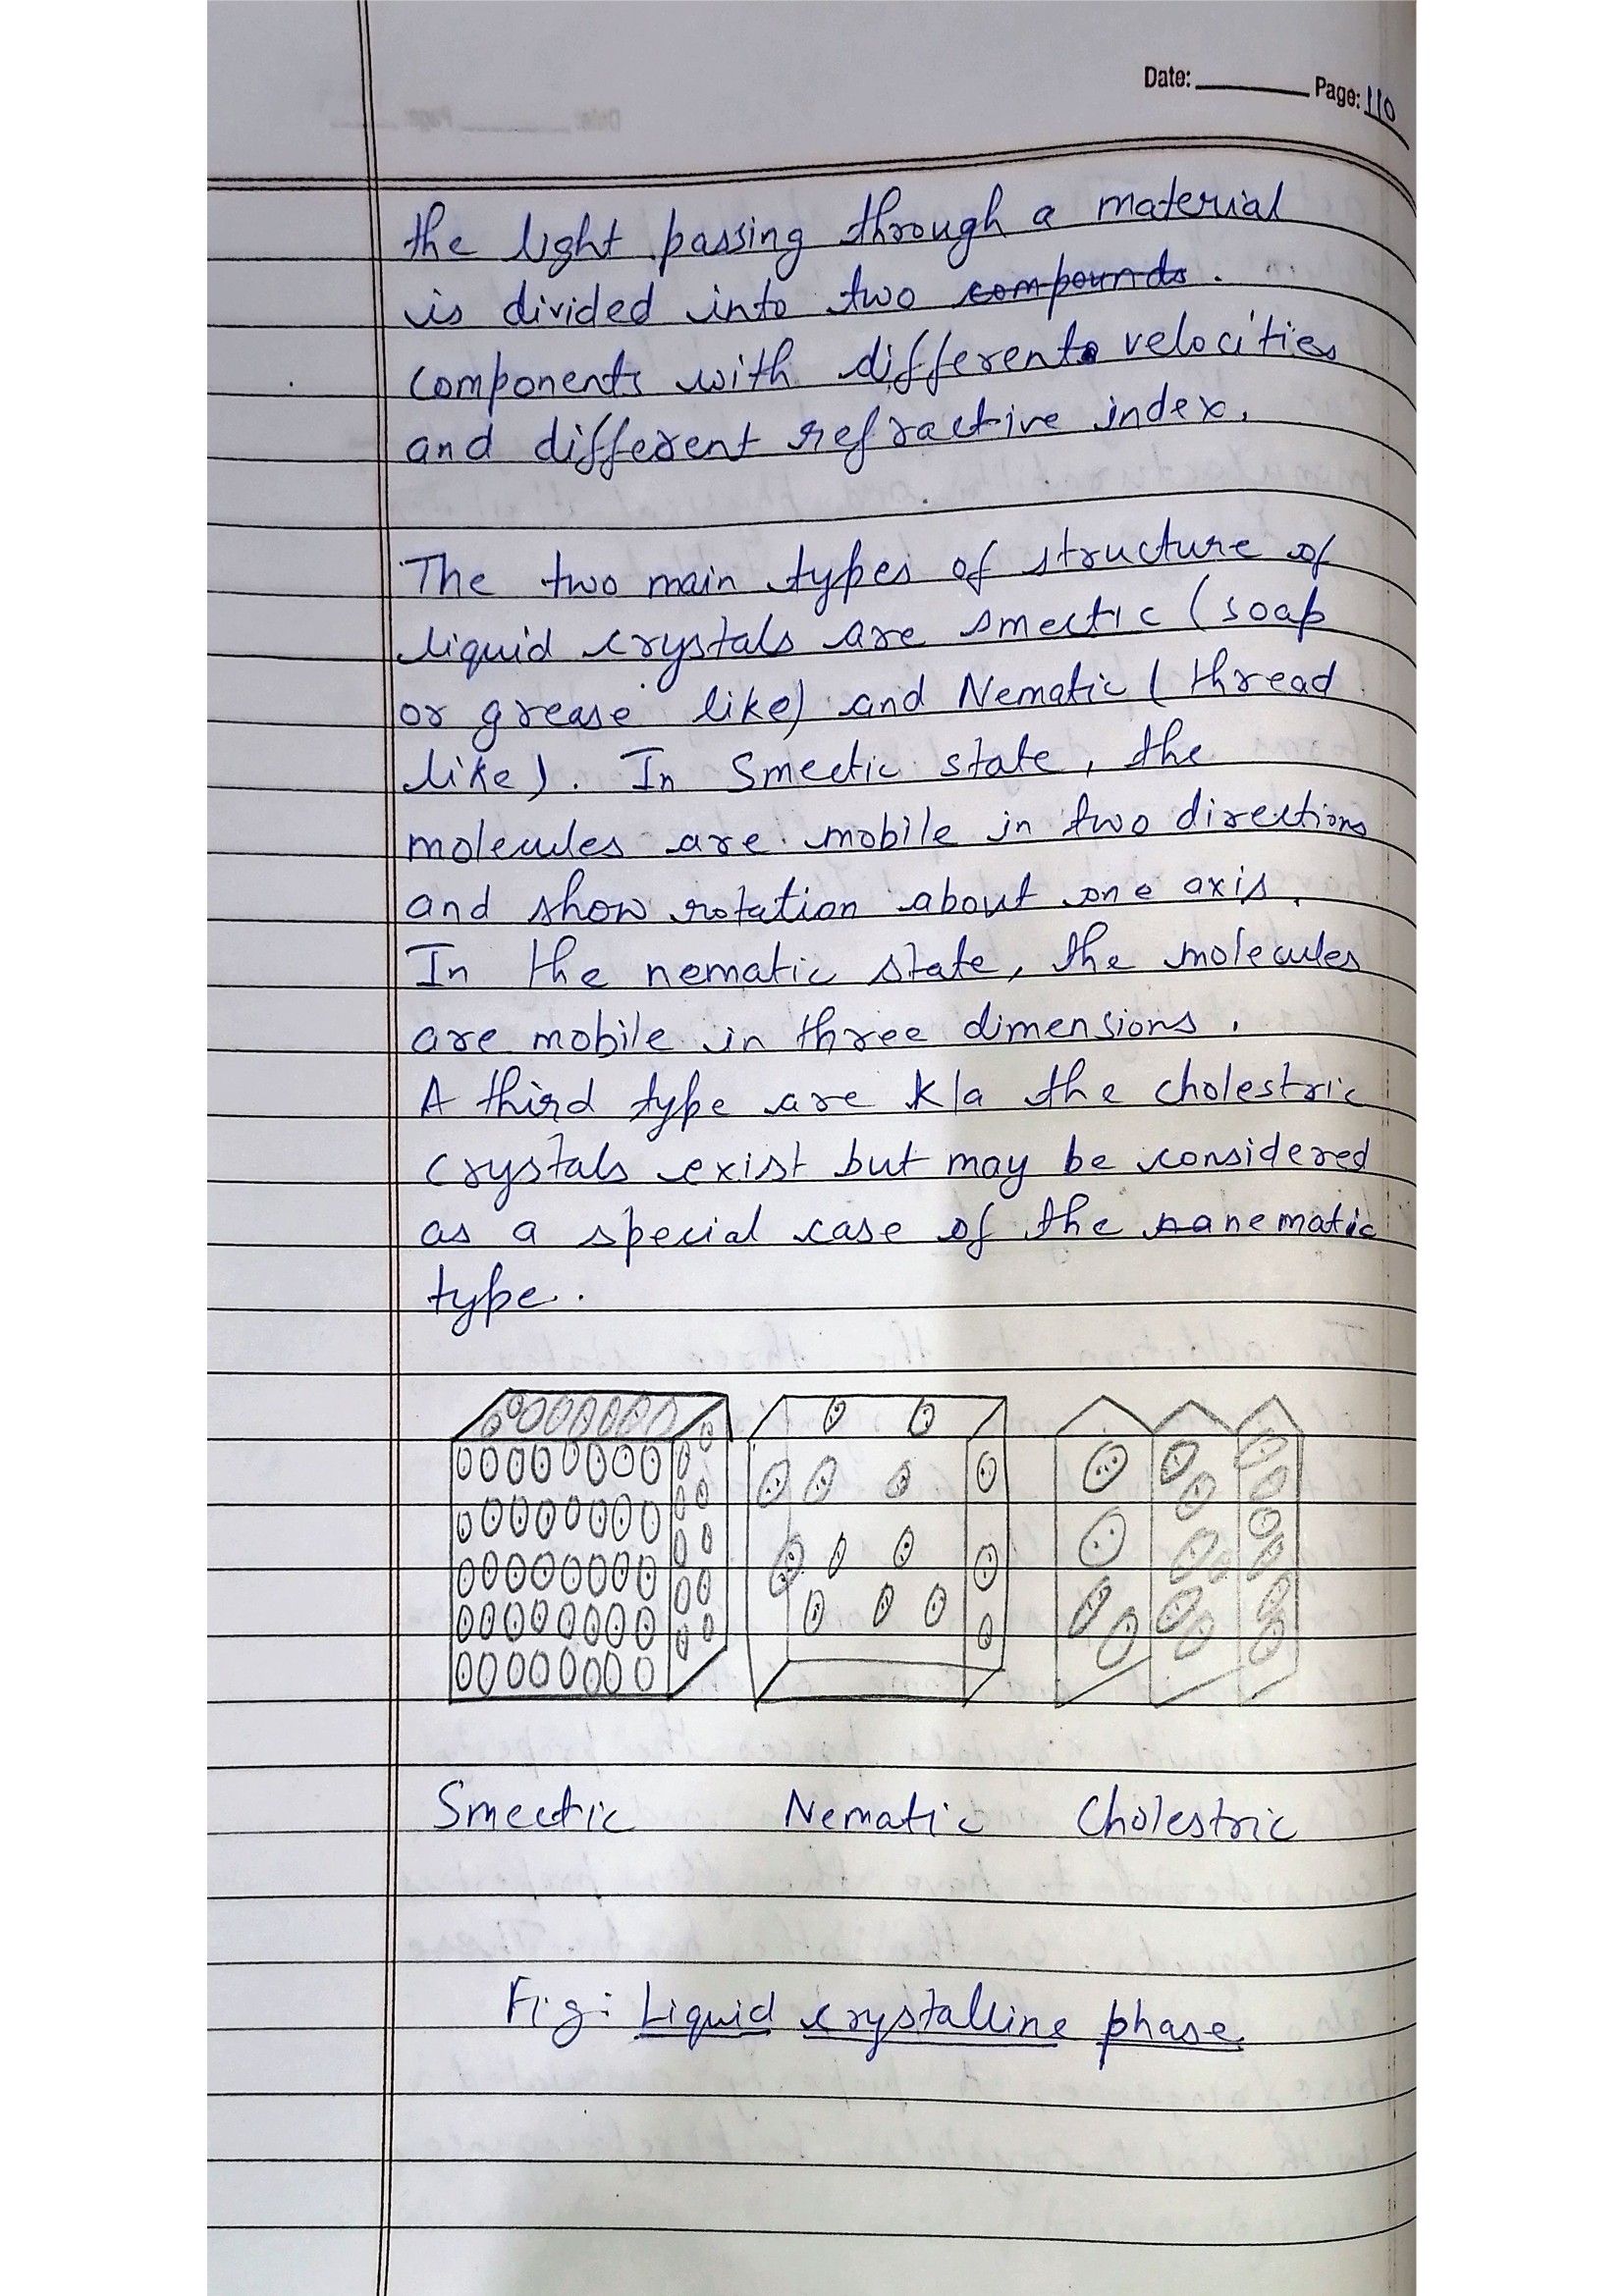 Date: Page: 110
the light passing through a material
is divided into two compounds.
components with different velocities
and different refractive index.
The two main types of structure of
liquid crystals are smectic (soap
or grease like) and Nematic (thread
like). In Smectic state, the
molecules are mobile in two directions
and show rotation about one axis.
In the nematic state, the molecules
are mobile in three dimensions.
A third type are k/a the cholestric
crystals exist but may be considered
as a special case of the nematic
type.
Smectic Nematic Cholestric
Fig: Liquid crystalline phase